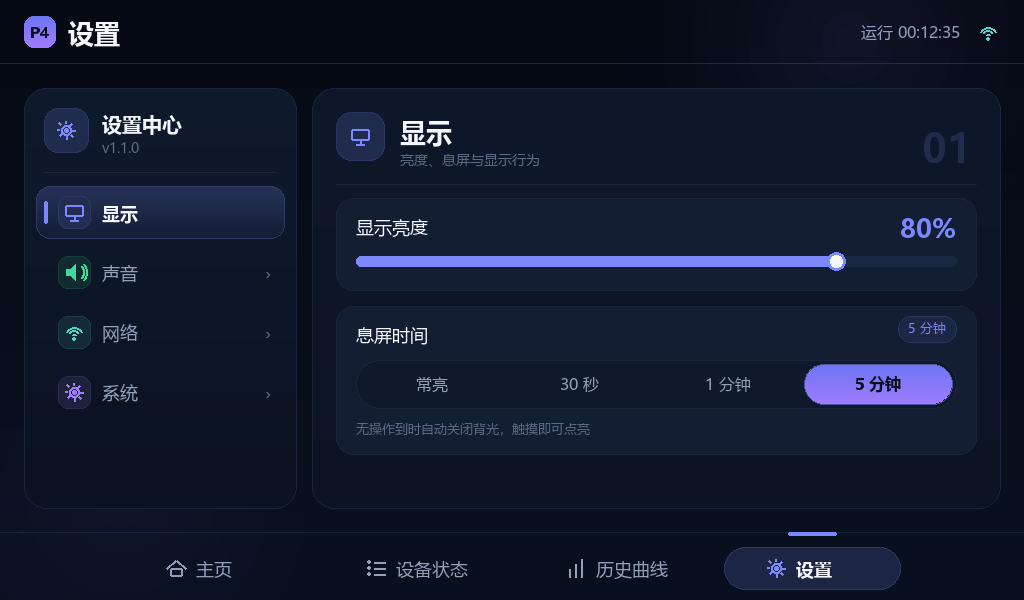 P4 设置
运行 00:12:35
设置中心
v1.1.0
显示
声音 ›
网络 ›
系统 ›
显示
亮度、息屏与显示行为
01
显示亮度
80%
息屏时间
5 分钟
常亮 30 秒 1 分钟 5 分钟
无操作到时自动关闭背光，触摸即可点亮
主页 设备状态 历史曲线 设置